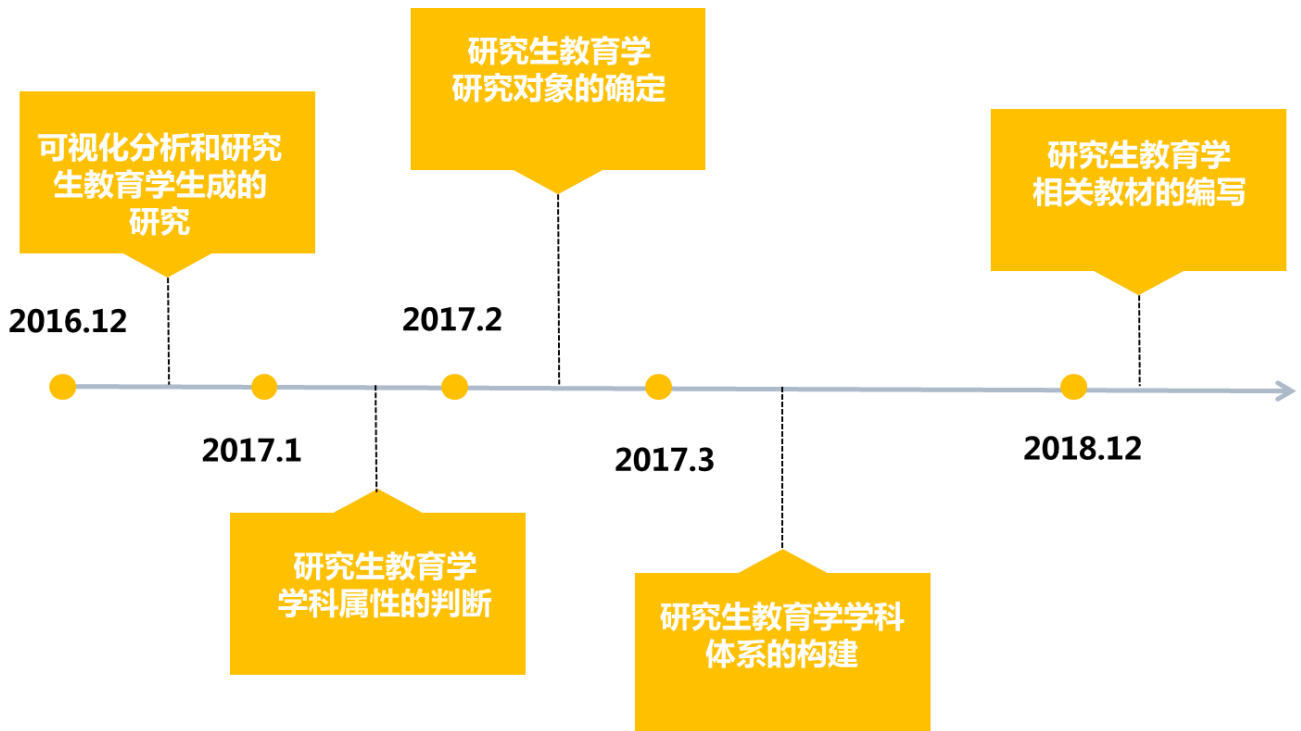 研究生教育学
研究对象的确定
可视化分析和研究
生教育学生成的
研究
研究生教育学
相关教材的编写
2016.12
2017.2
2017.1
2017.3
2018.12
研究生教育学
学科属性的判断
研究生教育学学科
体系的构建